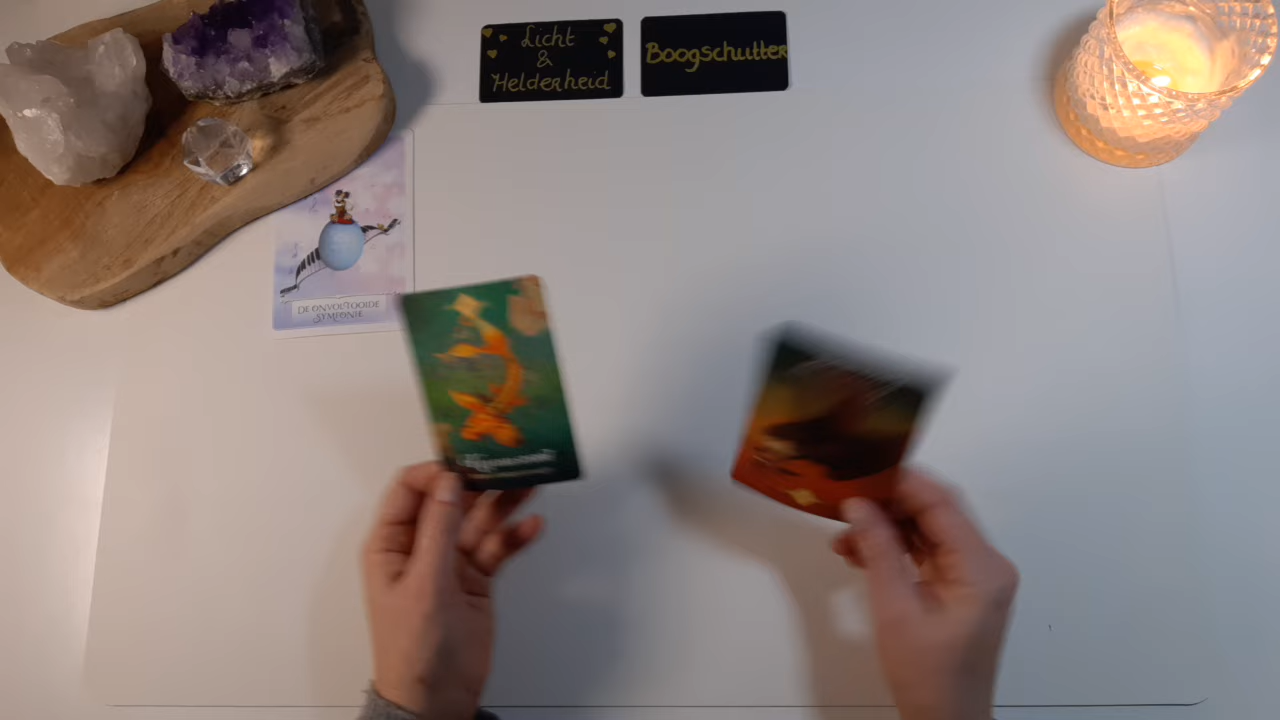 Licht
&
Helderheid
Boogschutter
DE ONVOLTOOIDE
SYMFONIE